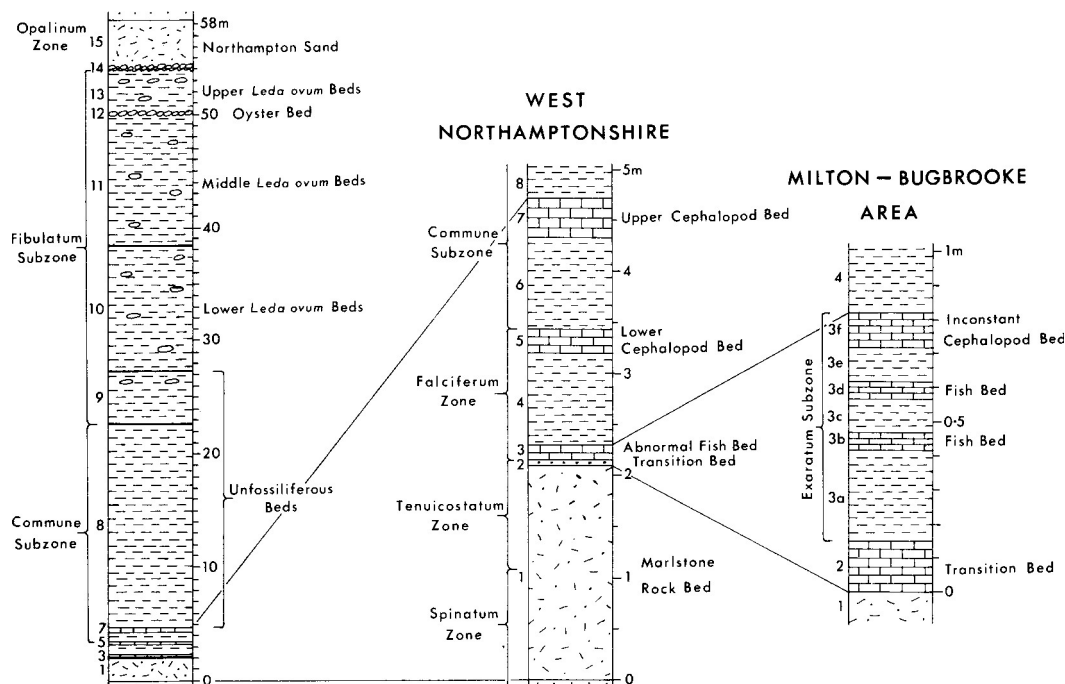 Opalinum
Zone
15
58m
Northampton Sand
14
13
Upper Leda ovum Beds
12
50 Oyster Bed
11
Middle Leda ovum Beds
40
Fibulatum
Subzone
10
Lower Leda ovum Beds
30
9
20
Unfossiliferous
Beds
Commune
Subzone
8
10
7
5
3
1
0
WEST
NORTHAMPTONSHIRE
5m
8
7
Upper Cephalopod Bed
Commune
Subzone
4
6
5
Lower
Cephalopod Bed
Falciferum
Zone
3
4
3
Abnormal Fish Bed
2
Transition Bed
2
Tenuicostatum
Zone
Marlstone
Rock Bed
1
1
Spinatum
Zone
0
MILTON – BUGBROOKE
AREA
1m
4
3f
Inconstant
Cephalopod Bed
3e
3d
Fish Bed
3c
0·5
3b
Fish Bed
Exaratum Subzone
3a
2
Transition Bed
0
1